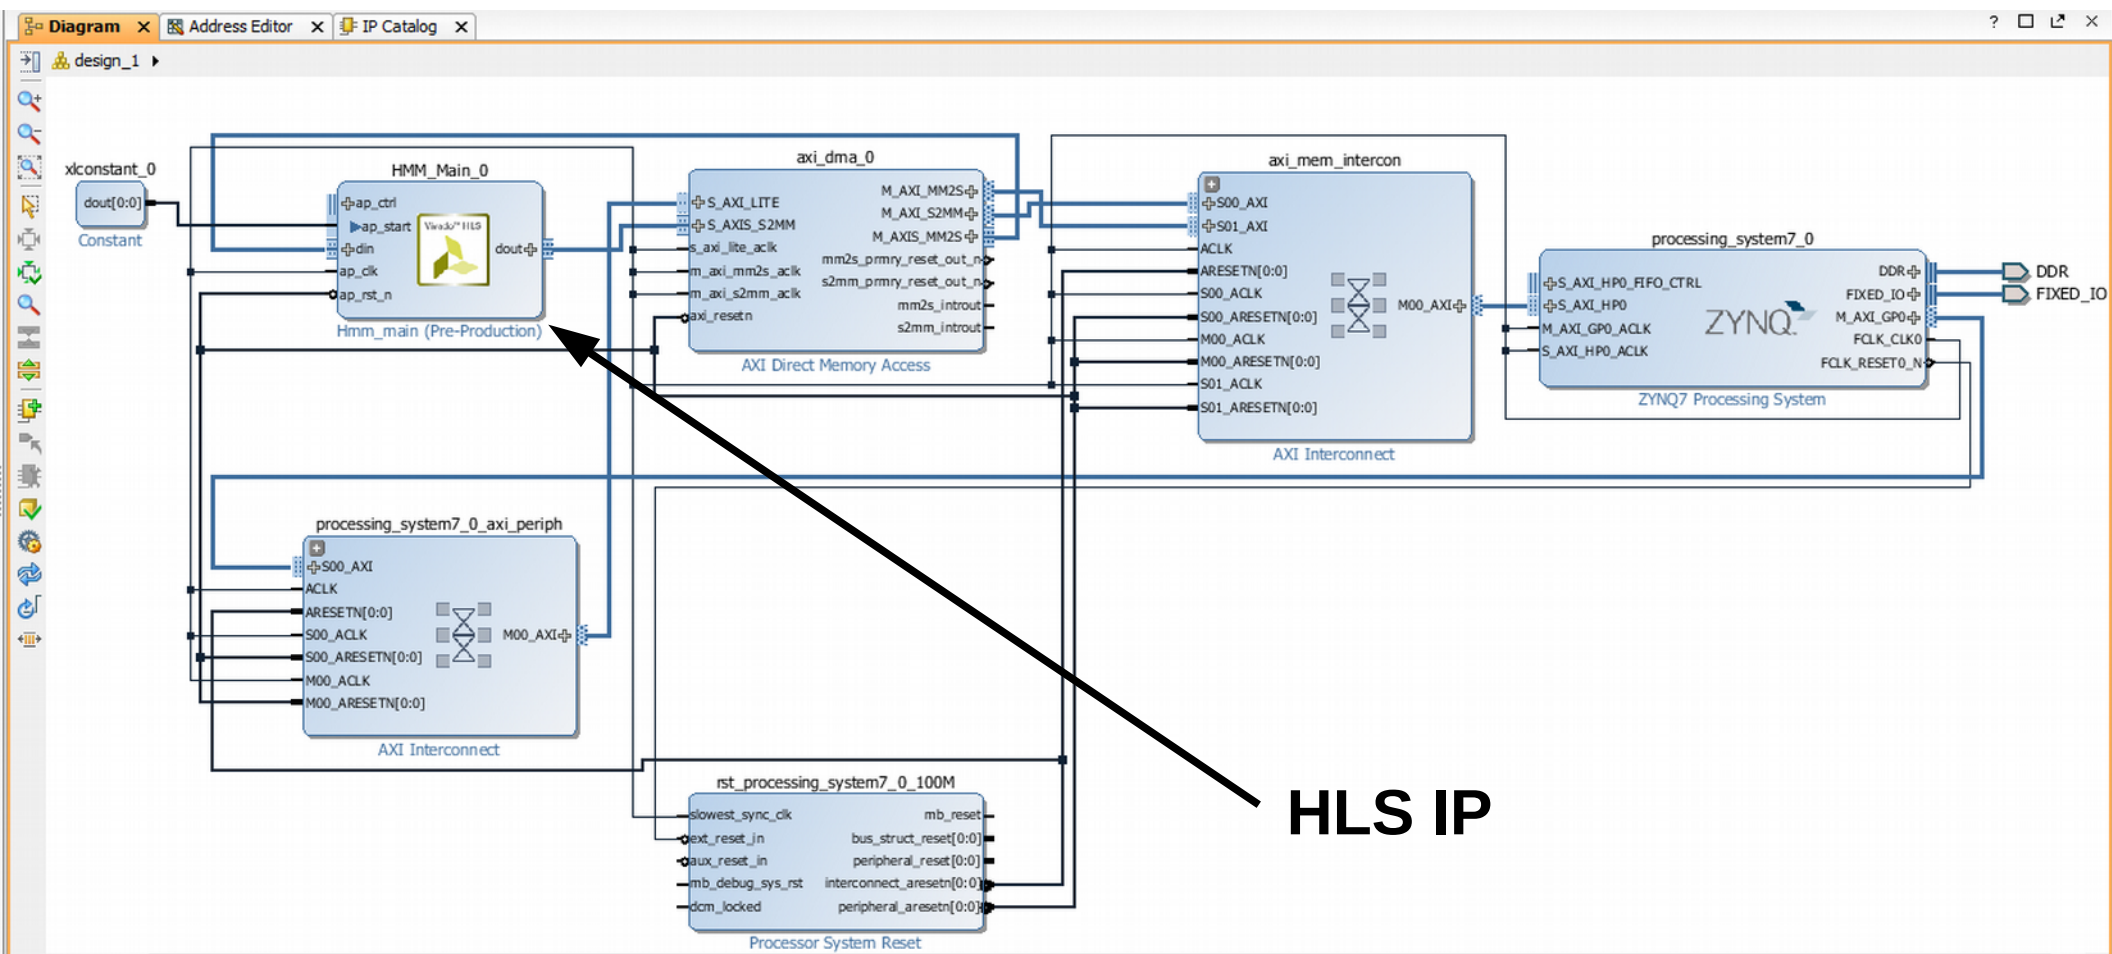 Diagram
Address Editor
IP Catalog
design_1
xlconstant_0
dout[0:0]
Constant
HMM_Main_0
ap_ctrl
ap_start
din
ap_clk
ap_rst_n
Vivado™ HLS
dout
Hmm_main (Pre-Production)
axi_dma_0
S_AXI_LITE
S_AXIS_S2MM
s_axi_lite_aclk
m_axi_mm2s_aclk
m_axi_s2mm_aclk
axi_resetn
M_AXI_MM2S
M_AXI_S2MM
M_AXIS_MM2S
mm2s_prmry_reset_out_n
s2mm_prmry_reset_out_n
mm2s_introut
s2mm_introut
AXI Direct Memory Access
axi_mem_intercon
S00_AXI
S01_AXI
ACLK
ARESETN[0:0]
S00_ACLK
S00_ARESETN[0:0]
M00_ACLK
M00_ARESETN[0:0]
S01_ACLK
S01_ARESETN[0:0]
M00_AXI
AXI Interconnect
processing_system7_0
S_AXI_HP0_FIFO_CTRL
S_AXI_HP0
M_AXI_GP0_ACLK
S_AXI_HP0_ACLK
ZYNQ
DDR
FIXED_IO
M_AXI_GP0
FCLK_CLK0
FCLK_RESET0_N
ZYNQ7 Processing System
DDR
FIXED_IO
processing_system7_0_axi_periph
S00_AXI
ACLK
ARESETN[0:0]
S00_ACLK
S00_ARESETN[0:0]
M00_ACLK
M00_ARESETN[0:0]
M00_AXI
AXI Interconnect
rst_processing_system7_0_100M
slowest_sync_clk
ext_reset_in
aux_reset_in
mb_debug_sys_rst
dcm_locked
mb_reset
bus_struct_reset[0:0]
peripheral_reset[0:0]
interconnect_aresetn[0:0]
peripheral_aresetn[0:0]
Processor System Reset
HLS IP